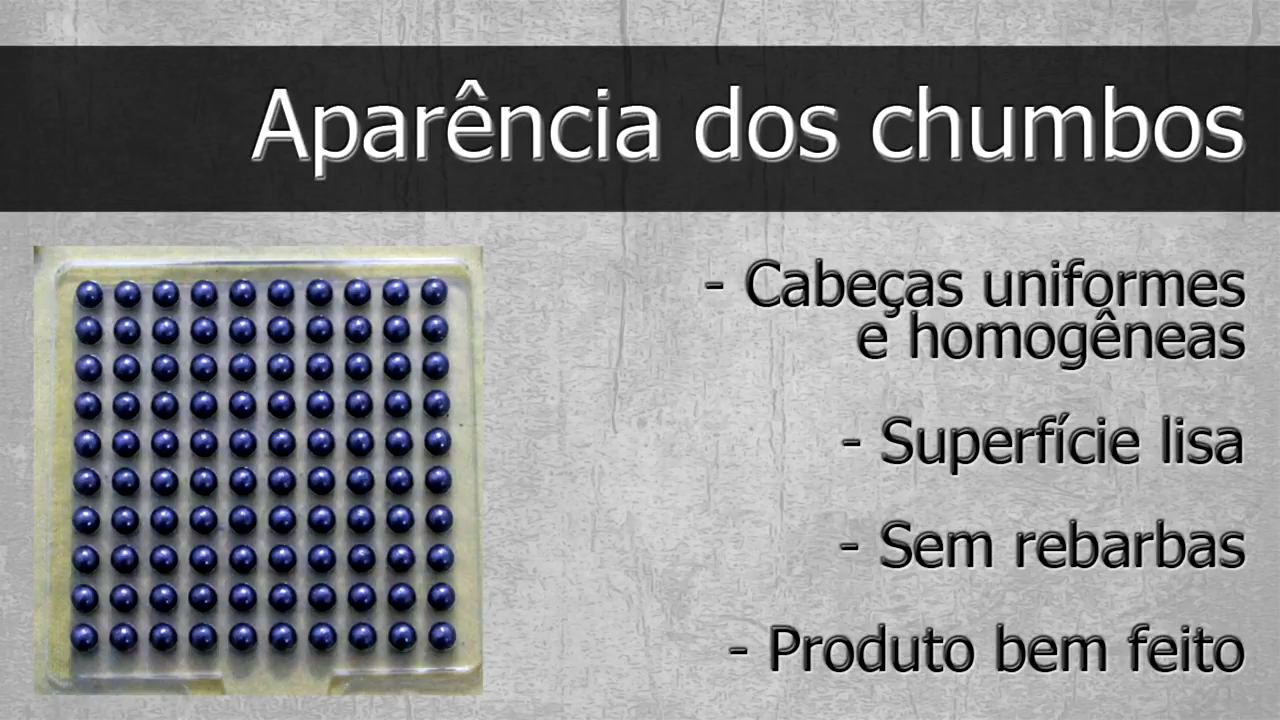 Aparência dos chumbos
- Cabeças uniformes
e homogêneas
- Superfície lisa
- Sem rebarbas
- Produto bem feito